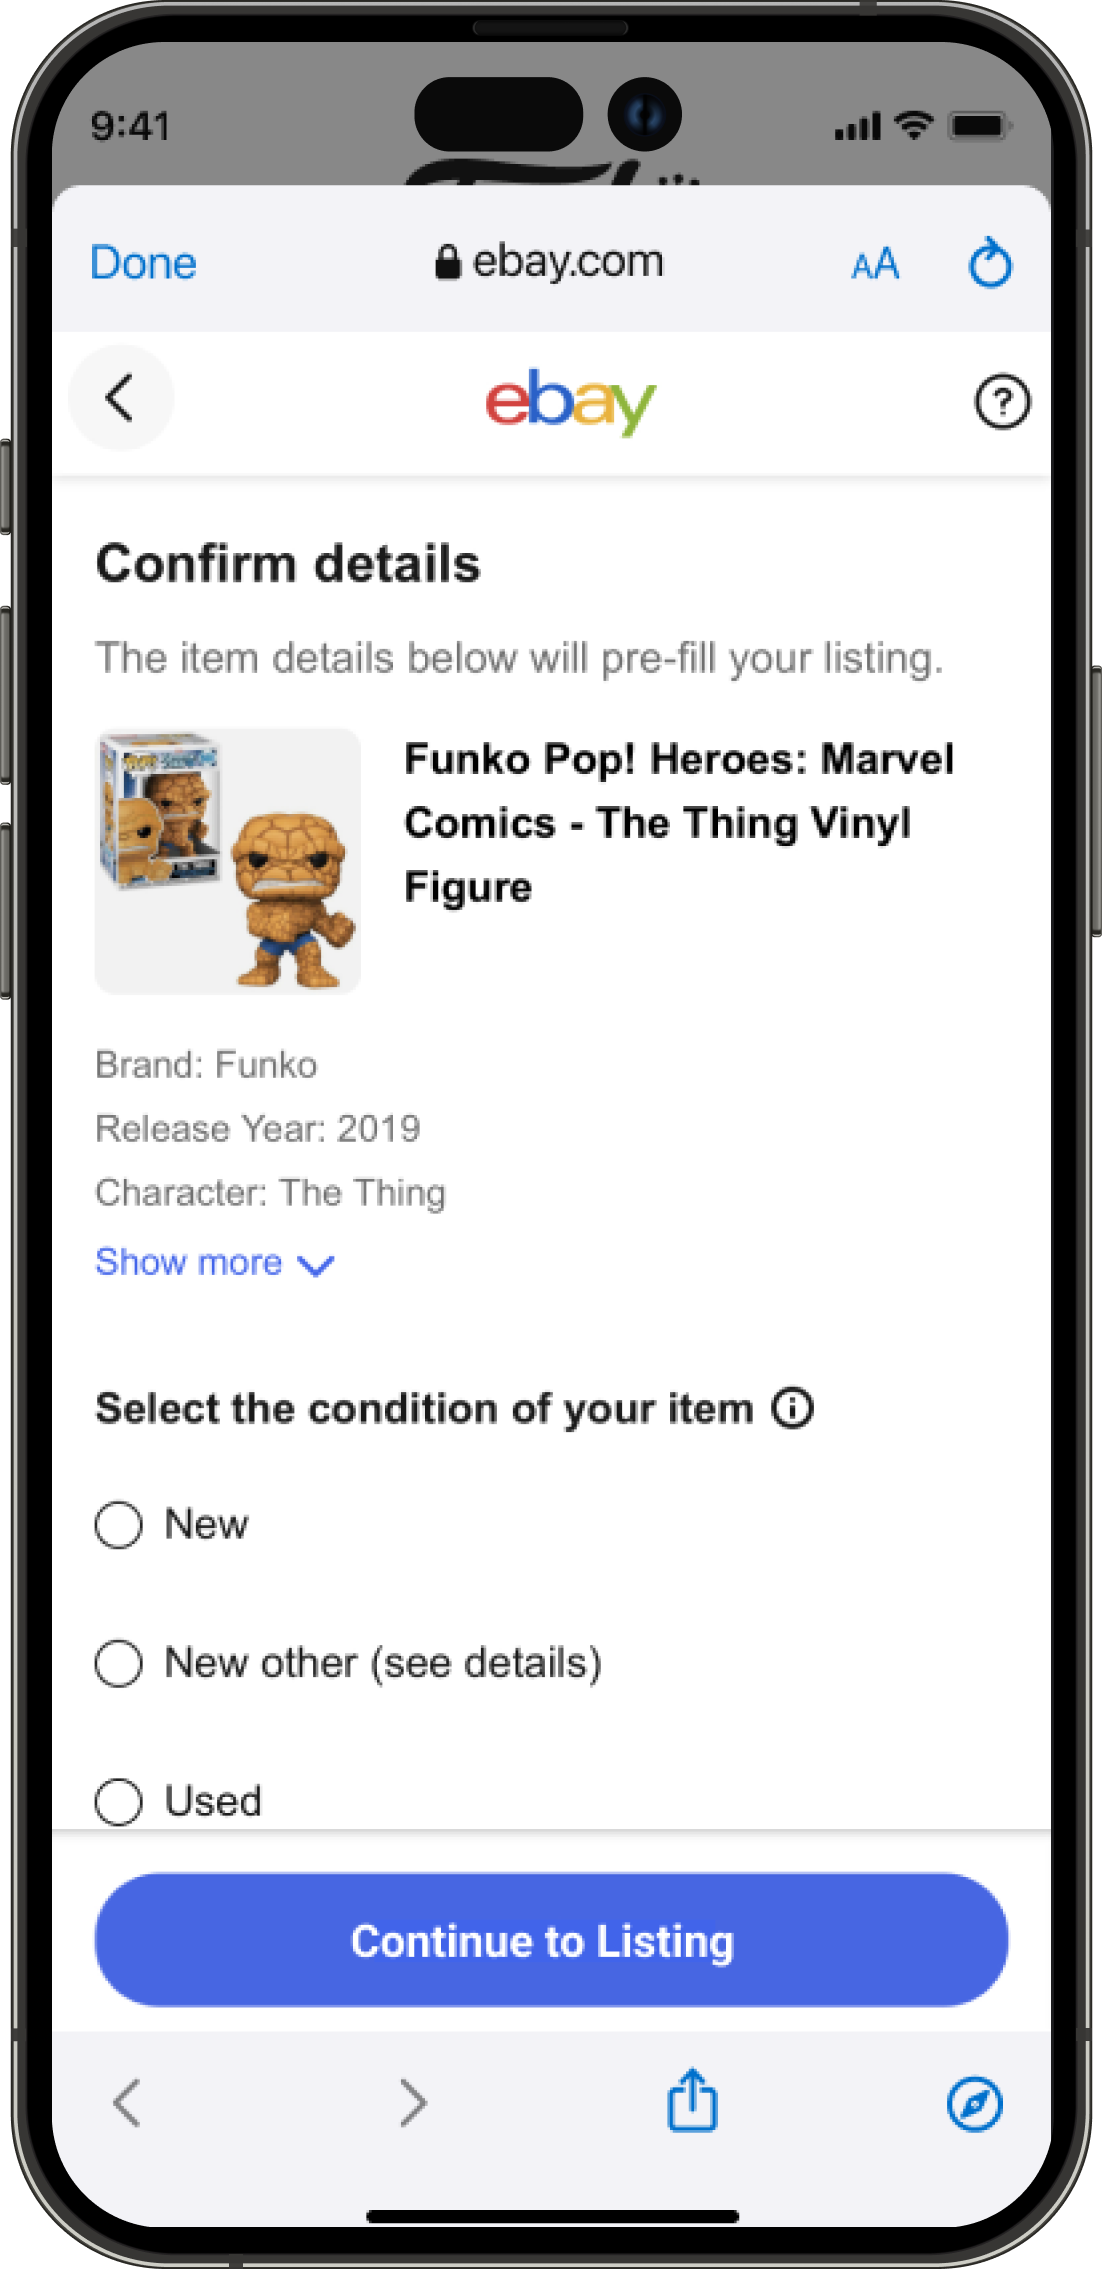 9:41
Done
ebay.com
AA
ebay
?
Confirm details
The item details below will pre-fill your listing.
Funko Pop! Heroes: Marvel
Comics - The Thing Vinyl
Figure
Brand: Funko
Release Year: 2019
Character: The Thing
Show more
Select the condition of your item
New
New other (see details)
Used
Continue to Listing